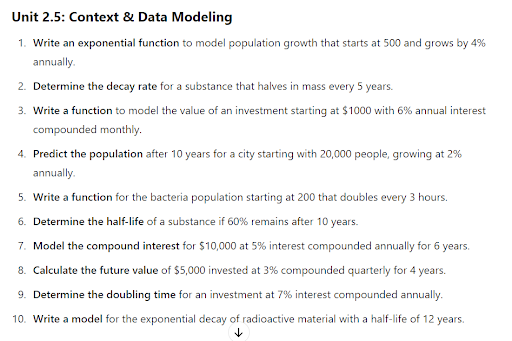 Unit 2.5: Context & Data Modeling
1. Write an exponential function to model population growth that starts at 500 and grows by 4%
annually.
2. Determine the decay rate for a substance that halves in mass every 5 years.
3. Write a function to model the value of an investment starting at $1000 with 6% annual interest
compounded monthly.
4. Predict the population after 10 years for a city starting with 20,000 people, growing at 2%
annually.
5. Write a function for the bacteria population starting at 200 that doubles every 3 hours.
6. Determine the half-life of a substance if 60% remains after 10 years.
7. Model the compound interest for $10,000 at 5% interest compounded annually for 6 years.
8. Calculate the future value of $5,000 invested at 3% compounded quarterly for 4 years.
9. Determine the doubling time for an investment at 7% interest compounded annually.
10. Write a model for the exponential decay of radioactive material with a half-life of 12 years.